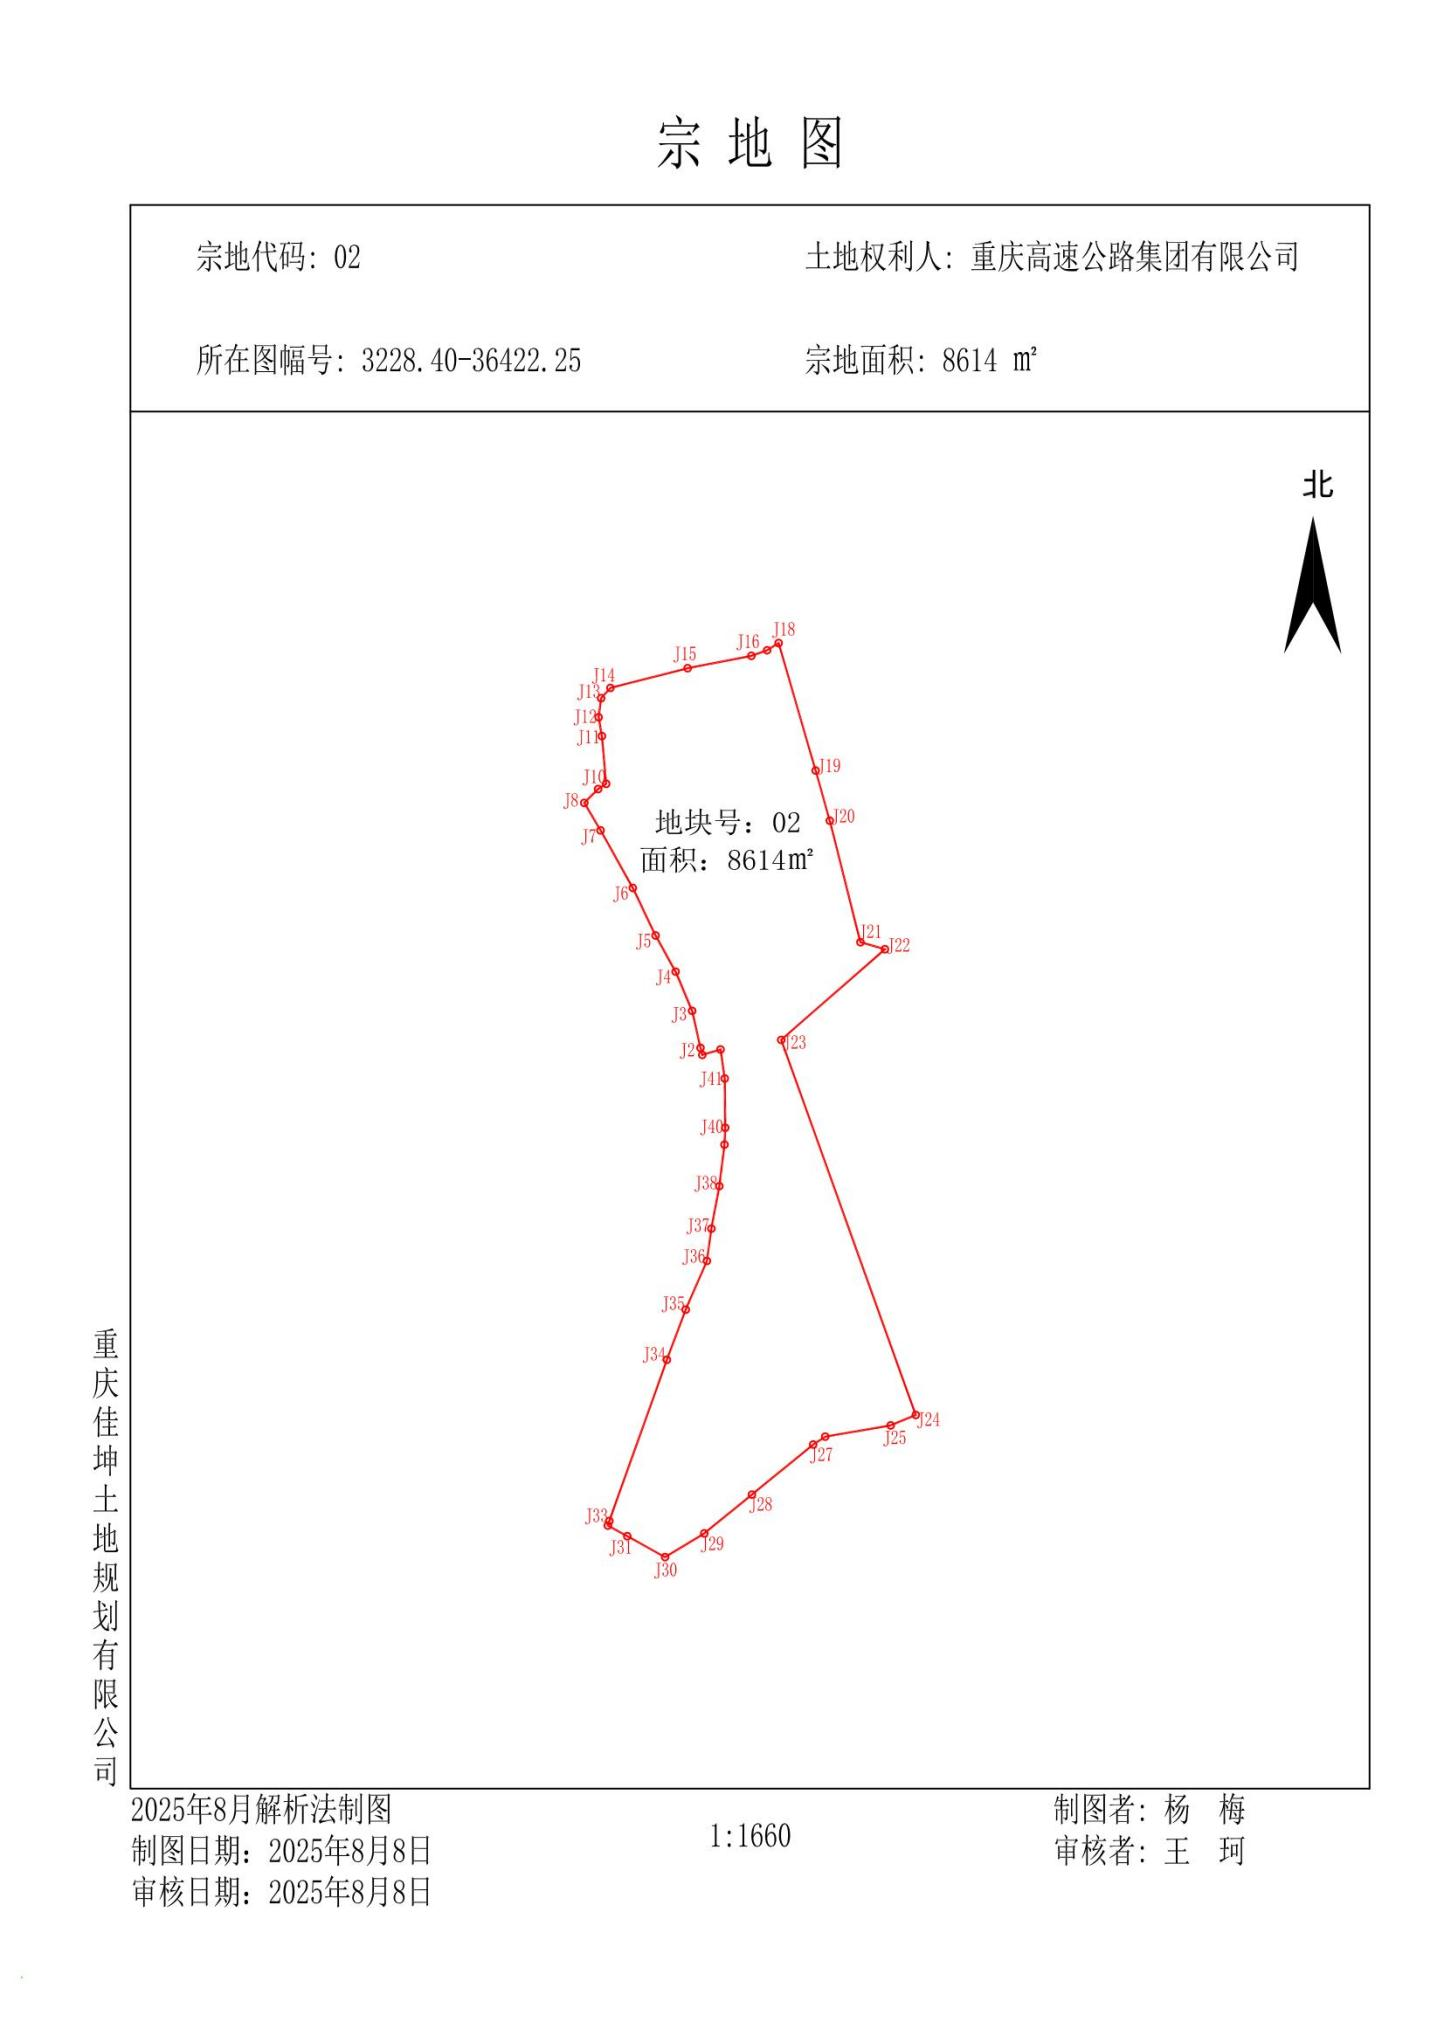 宗 地 图
宗地代码: 02
土地权利人: 重庆高速公路集团有限公司
所在图幅号: 3228.40-36422.25
宗地面积: 8614 ㎡
北
J18
J16
J15
J14
J13
J12
J11
J10
J8
J7
J19
J20
地块号: 02
面积: 8614㎡
J6
J5
J4
J3
J2
J21
J22
J23
J41
J40
J38
J37
J36
J35
J34
J24
J25
J27
J28
J29
J33
J31
J30
重庆佳坤土地规划有限公司
2025年8月解析法制图
制图日期: 2025年8月8日
审核日期: 2025年8月8日
1:1660
制图者: 杨 梅
审核者: 王 珂